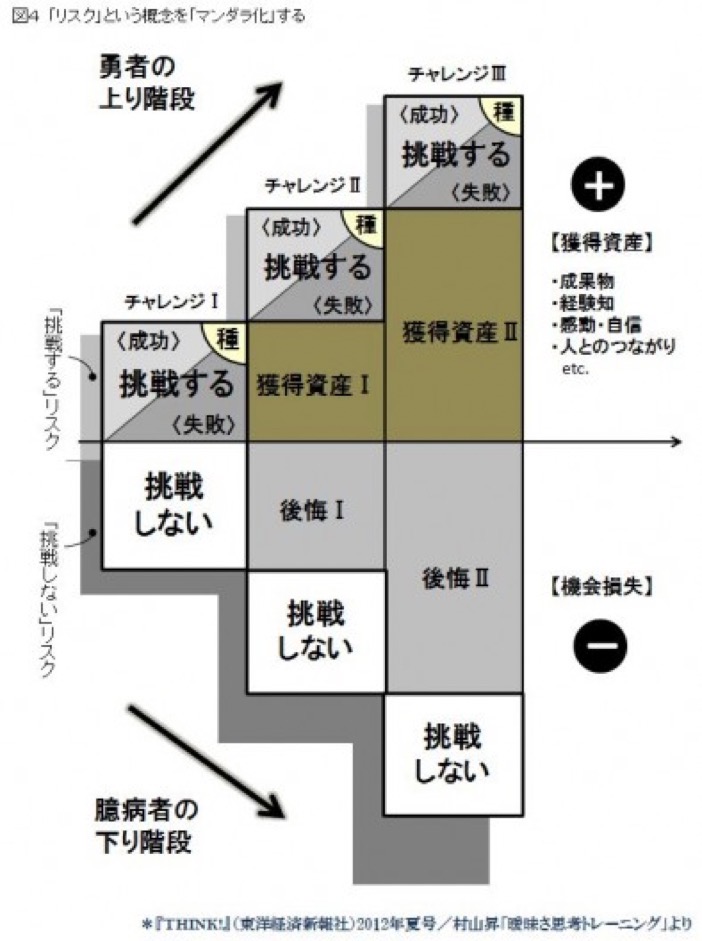 図4 「リスク」という概念を「マンダラ化」する
勇者の
上り階段
チャレンジⅢ
〈成功〉
種
挑戦する
〈失敗〉
チャレンジⅡ
〈成功〉
種
挑戦する
〈失敗〉
チャレンジⅠ
〈成功〉
種
挑戦する
〈失敗〉
獲得資産Ⅰ
獲得資産Ⅱ
＋
【獲得資産】
・成果物
・経験知
・感動・自信
・人とのつながり
etc.
「挑戦する」リスク
「挑戦しない」リスク
挑戦
しない
後悔Ⅰ
挑戦
しない
後悔Ⅱ
挑戦
しない
【機会損失】
－
臆病者の
下り階段
＊『THINK!』（東洋経済新報社）2012年夏号／村山昇「曖昧さ思考トレーニング」より